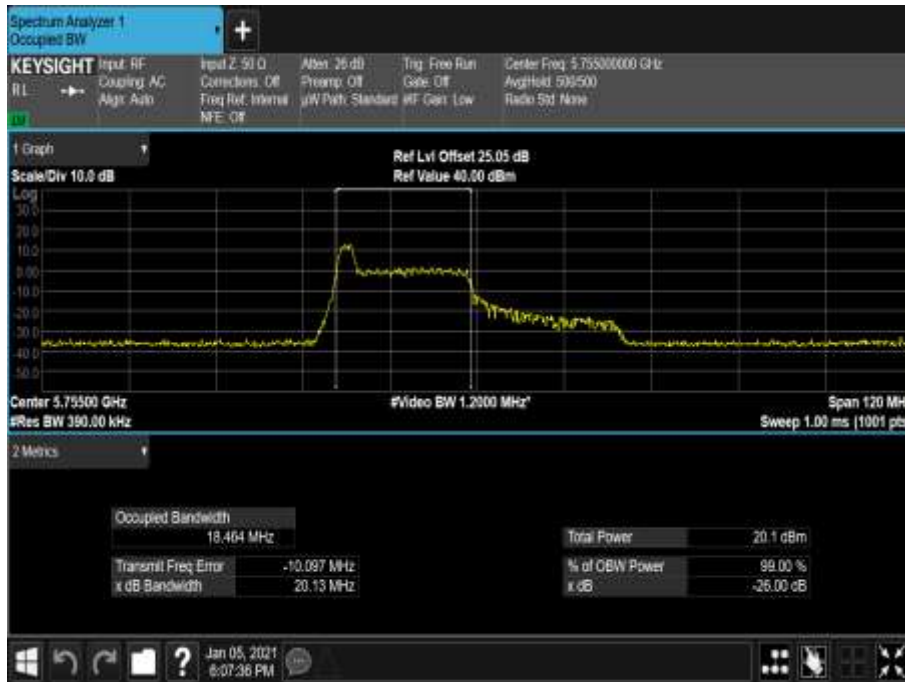 Spectrum Analyzer 1
Occupied BW
+
KEYSIGHT Input: RF Input Z: 50 Ω Atten: 26 dB Trig: Free Run Center Freq: 5.755000000 GHz
RL Coupling: AC Corrections: Off Preamp: Off Gate: Off Avg|Hold: 500/500
Align: Auto Freq Ref: Internal µW Path: Standard #IF Gain: Low Radio Std: None
NFE: Off
1 Graph
Ref Lvl Offset 25.05 dB
Scale/Div 10.0 dB Ref Value 40.00 dBm
Log
30.0
20.0
10.0
0.00
-10.0
-20.0
-30.0
-40.0
-50.0
Center 5.75500 GHz #Video BW 1.2000 MHz* Span 120 MH
#Res BW 390.00 kHz Sweep 1.00 ms (1001 pts
2 Metrics
Occupied Bandwidth
18.464 MHz Total Power 20.1 dBm
Transmit Freq Error -10.097 MHz % of OBW Power 99.00 %
x dB Bandwidth 20.13 MHz x dB -26.00 dB
? Jan 05, 2021
6:07:36 PM